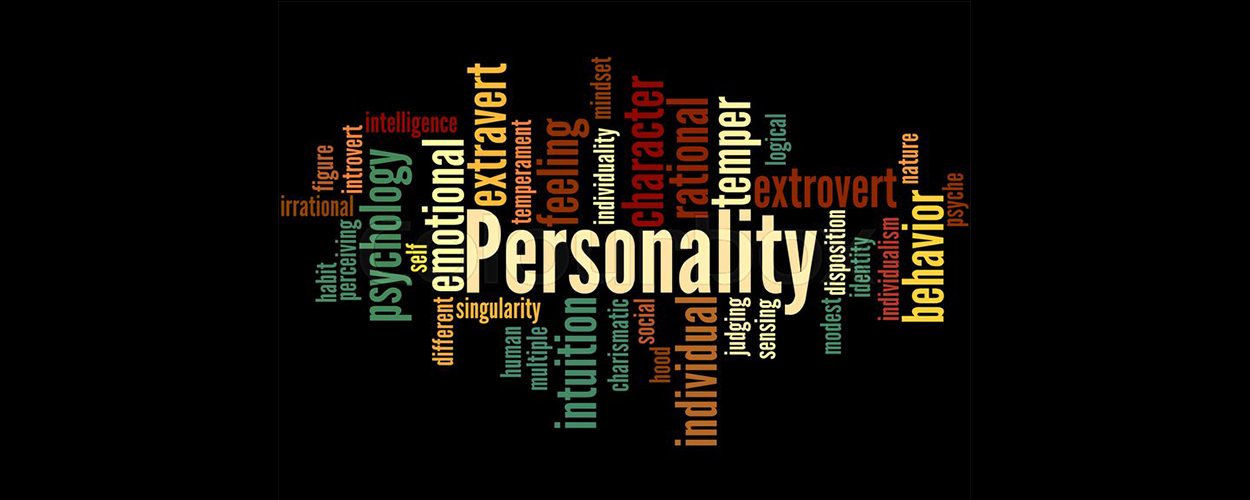 irrational
figure
introvert
intelligence
habit
perceiving
psychology
self
emotional
extravert
temperament
feeling
individuality
mindset
character
rational
temper
logical
extrovert
nature
psyche
Personality
disposition
identity
individualism
behavior
different
singularity
human
multiple
intuition
charismatic
social
hood
individual
judging
sensing
modest